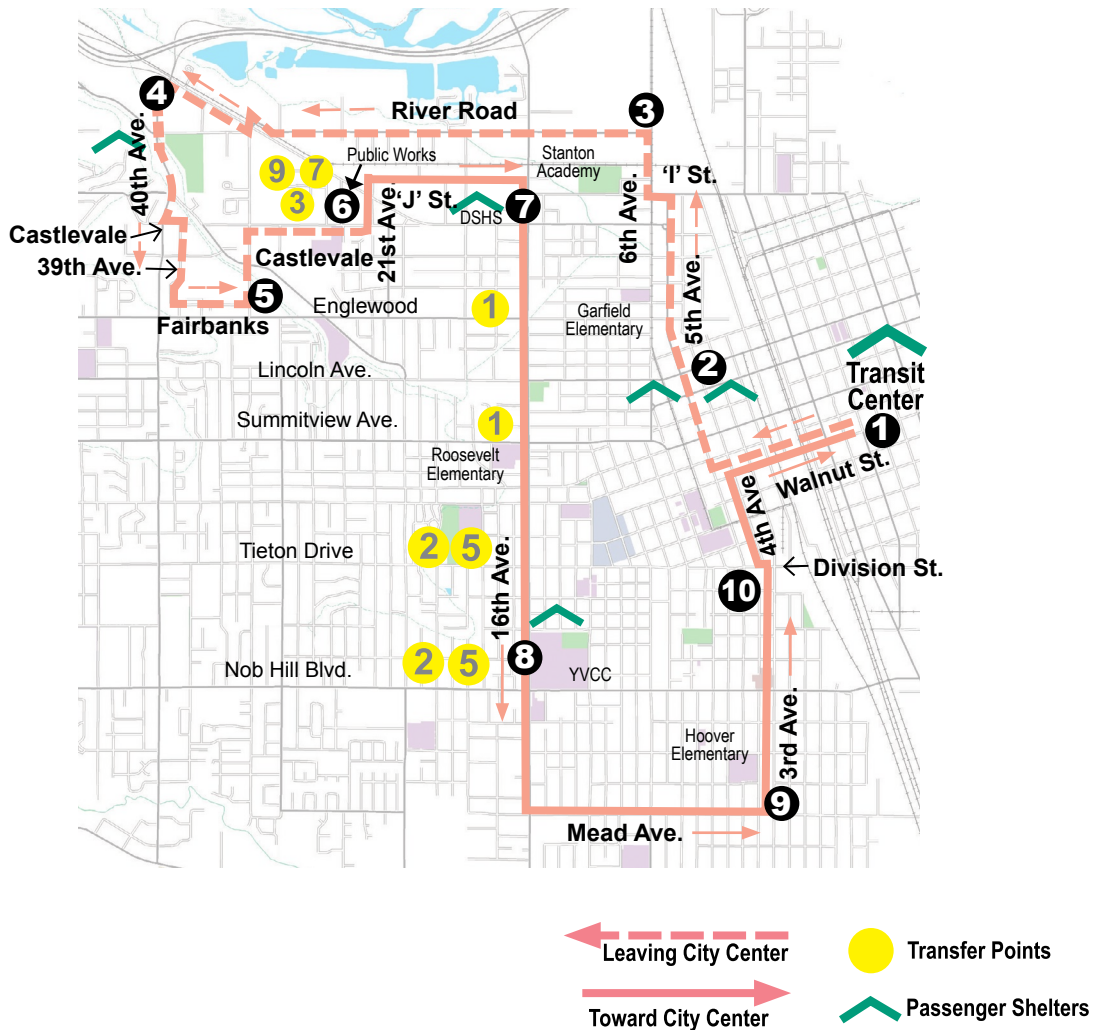 4
3
River Road
40th Ave.
Public Works
Stanton
Academy
9
7
3
6
'J' St.
DSHS
7
'I' St.
6th Ave.
21st Ave.
Castlevale
39th Ave.
Castlevale
5
Fairbanks
Englewood
1
Garfield
Elementary
5th Ave.
2
Lincoln Ave.
Transit
Center
Summitview Ave.
1
1
Walnut St.
Roosevelt
Elementary
4th Ave
Tieton Drive
2
5
16th Ave.
Division St.
10
Nob Hill Blvd.
2
5
8
YVCC
Hoover
Elementary
3rd Ave.
9
Mead Ave.
Leaving City Center
Transfer Points
Toward City Center
Passenger Shelters